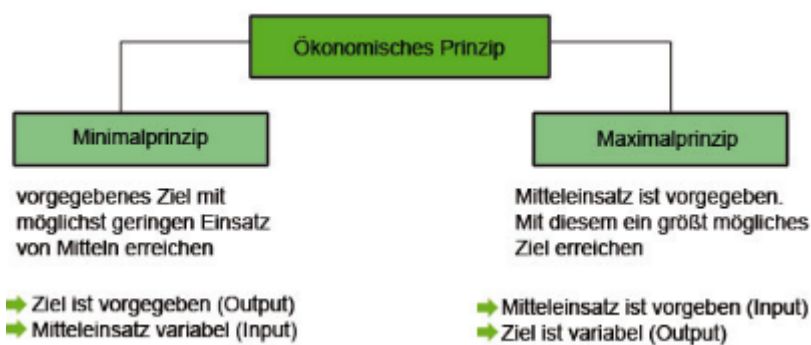 Ökonomisches Prinzip
Minimalprinzip
vorgegebenes Ziel mit
möglichst geringen Einsatz
von Mitteln erreichen
➡ Ziel ist vorgegeben (Output)
➡ Mitteleinsatz variabel (Input)
Maximalprinzip
Mitteleinsatz ist vorgegeben.
Mit diesem ein größt mögliches
Ziel erreichen
➡ Mitteleinsatz ist vorgeben (Input)
➡ Ziel ist variabel (Output)